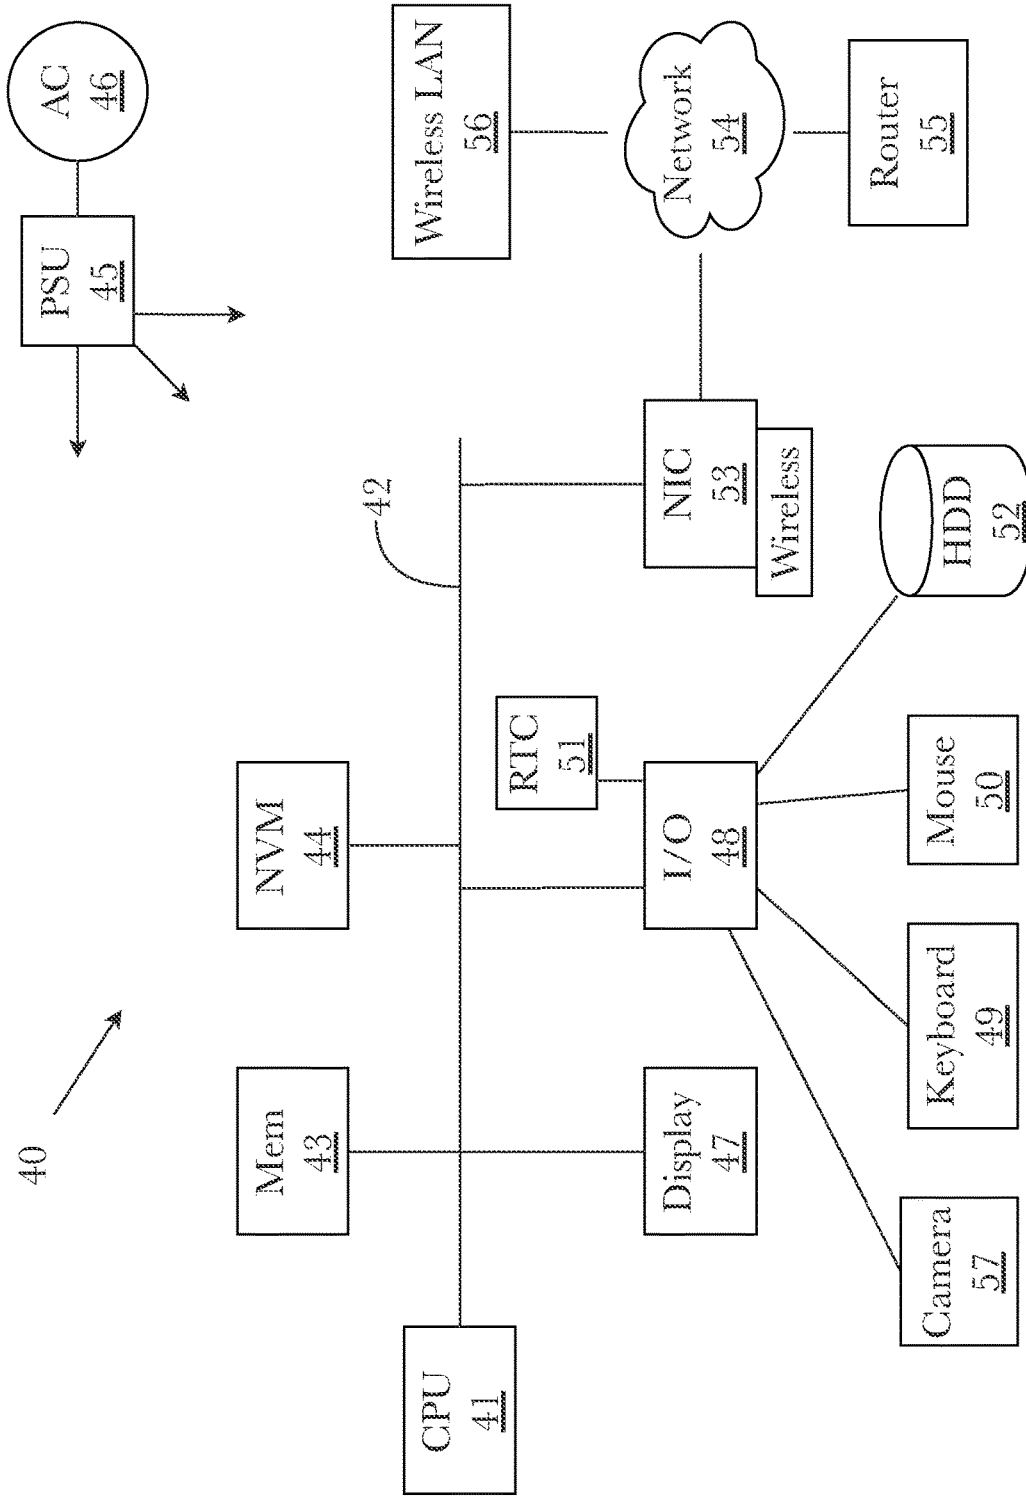 40
AC
46
PSU
45
Mem
43
NVM
44
42
CPU
41
Display
47
I/O
48
RTC
51
NIC
53
Wireless
Wireless LAN
56
Network
54
Router
55
Camera
57
Keyboard
49
Mouse
50
HDD
52